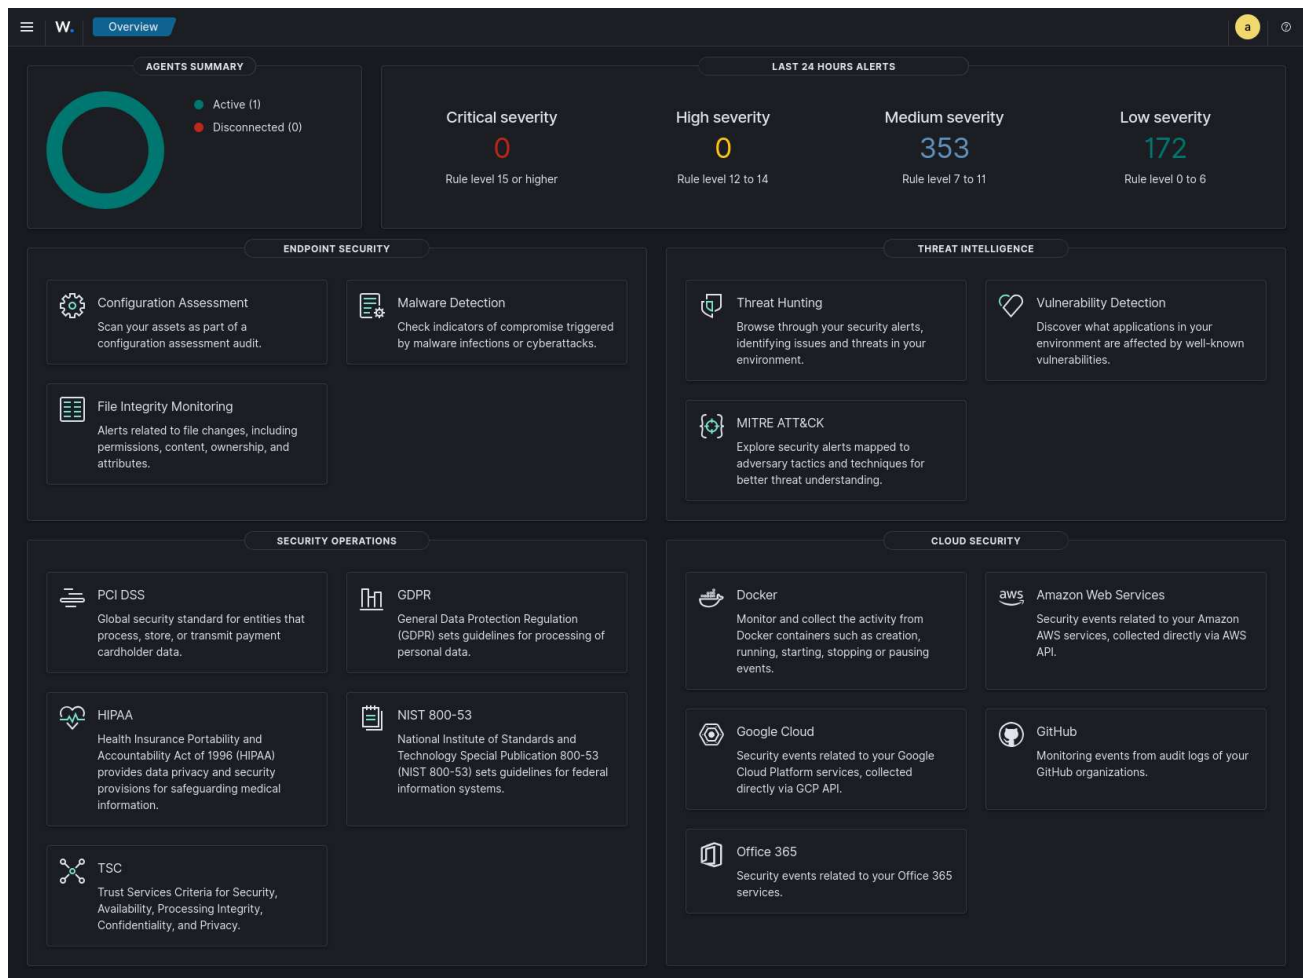 W. Overview a
AGENTS SUMMARY
Active (1)
Disconnected (0)
LAST 24 HOURS ALERTS
Critical severity
0
Rule level 15 or higher
High severity
0
Rule level 12 to 14
Medium severity
353
Rule level 7 to 11
Low severity
172
Rule level 0 to 6
ENDPOINT SECURITY
Configuration Assessment
Scan your assets as part of a
configuration assessment audit.
Malware Detection
Check indicators of compromise triggered
by malware infections or cyberattacks.
File Integrity Monitoring
Alerts related to file changes, including
permissions, content, ownership, and
attributes.
THREAT INTELLIGENCE
Threat Hunting
Browse through your security alerts,
identifying issues and threats in your
environment.
Vulnerability Detection
Discover what applications in your
environment are affected by well-known
vulnerabilities.
MITRE ATT&CK
Explore security alerts mapped to
adversary tactics and techniques for
better threat understanding.
SECURITY OPERATIONS
PCI DSS
Global security standard for entities that
process, store, or transmit payment
cardholder data.
GDPR
General Data Protection Regulation
(GDPR) sets guidelines for processing of
personal data.
HIPAA
Health Insurance Portability and
Accountability Act of 1996 (HIPAA)
provides data privacy and security
provisions for safeguarding medical
information.
NIST 800-53
National Institute of Standards and
Technology Special Publication 800-53
(NIST 800-53) sets guidelines for federal
information systems.
TSC
Trust Services Criteria for Security,
Availability, Processing Integrity,
Confidentiality, and Privacy.
CLOUD SECURITY
Docker
Monitor and collect the activity from
Docker containers such as creation,
running, starting, stopping or pausing
events.
aws
Amazon Web Services
Security events related to your Amazon
AWS services, collected directly via AWS
API.
Google Cloud
Security events related to your Google
Cloud Platform services, collected
directly via GCP API.
GitHub
Monitoring events from audit logs of your
GitHub organizations.
Office 365
Security events related to your Office 365
services.